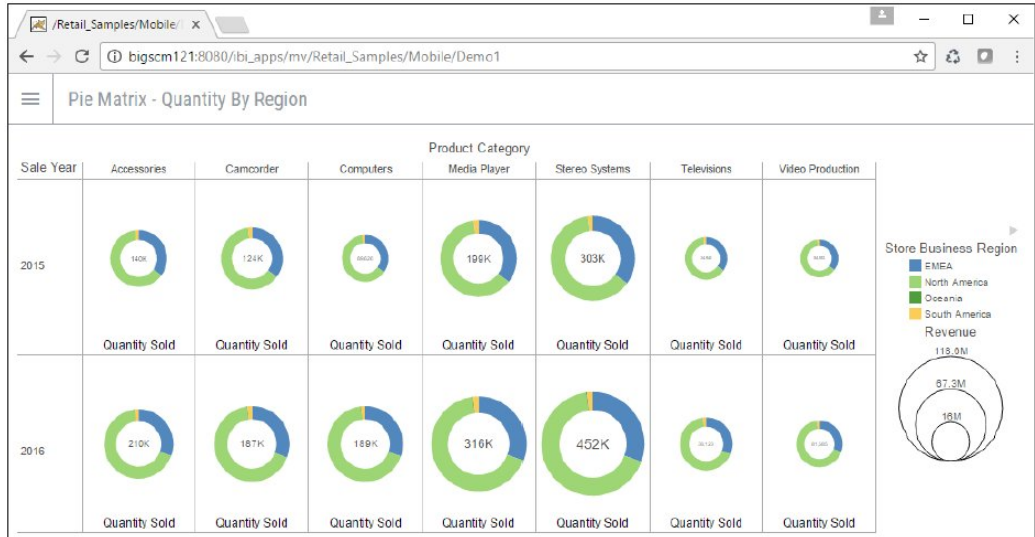 /Retail_Samples/Mobile/
bigscm121:8080/ibi_apps/mv/Retail_Samples/Mobile/Demo1
Pie Matrix - Quantity By Region
Product Category
Sale Year Accessories Camcorder Computers Media Player Stereo Systems Televisions Video Production
2015 140K 124K 199K 303K
Quantity Sold Quantity Sold Quantity Sold Quantity Sold Quantity Sold Quantity Sold Quantity Sold
2016 210K 187K 189K 316K 452K
Quantity Sold Quantity Sold Quantity Sold Quantity Sold Quantity Sold Quantity Sold Quantity Sold
Store Business Region
EMEA
North America
Oceania
South America
Revenue
118.6M
67.3M
16M